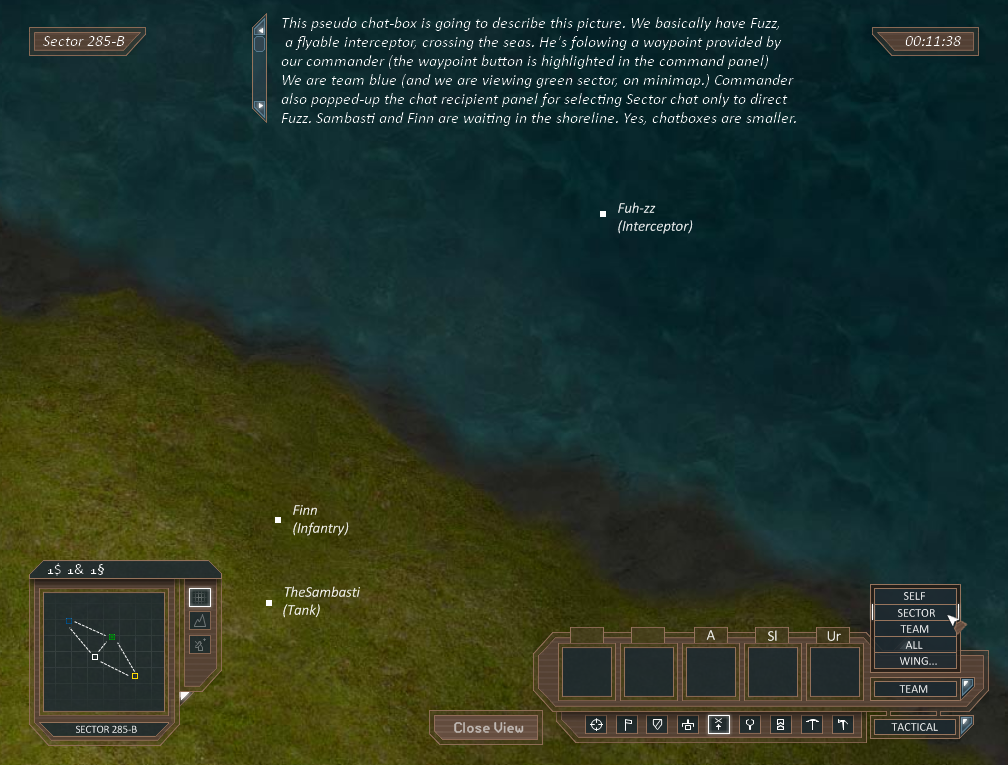 Sector 285-B
This pseudo chat-box is going to describe this picture. We basically have Fuzz,
a flyable interceptor, crossing the seas. He's folowing a waypoint provided by
our commander (the waypoint button is highlighted in the command panel)
We are team blue (and we are viewing green sector, on minimap.) Commander
also popped-up the chat recipient panel for selecting Sector chat only to direct
Fuzz. Sambasti and Finn are waiting in the shoreline. Yes, chatboxes are smaller.
00:11:38
Fuh-zz
(Interceptor)
Finn
(Infantry)
TheSambasti
(Tank)
1$ 1& 1§
SECTOR 285-B
Close View
A
Sl
Ur
SELF
SECTOR
TEAM
ALL
WING...
TEAM
TACTICAL